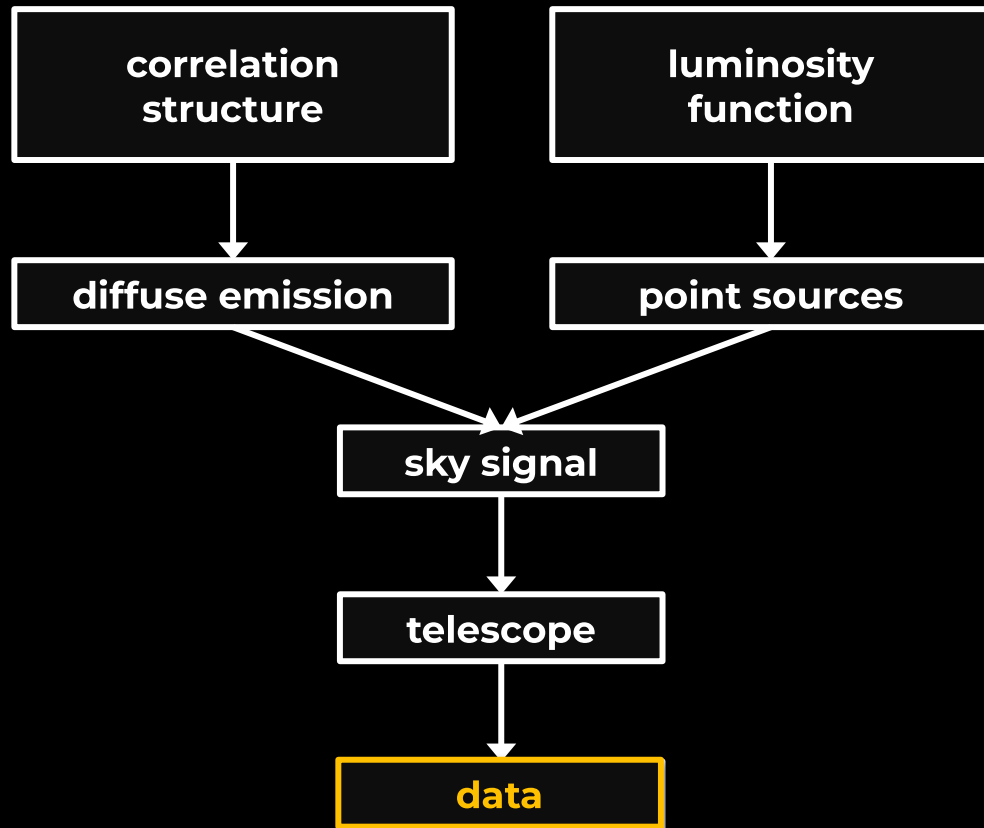 correlation
structure
luminosity
function
diffuse emission
point sources
sky signal
telescope
data